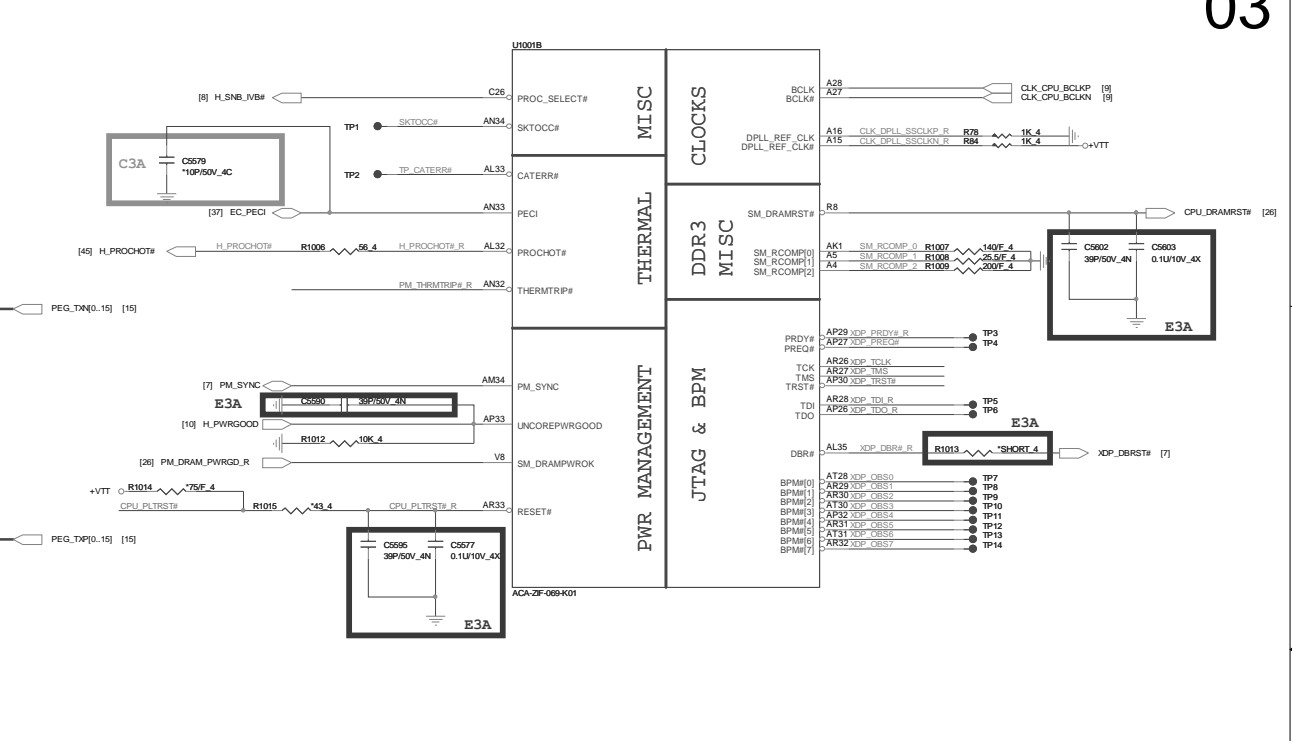 03
U1001B
[8] H_SNB_IVB#
C26
PROC_SELECT#
TP1
SKTOCC#
AN34
SKTOCC#
C3A
C5579
*10P/50V_4C
TP2
TP_CATERR#
AL33
CATERR#
[37] EC_PECI
AN33
PECI
[45] H_PROCHOT#
H_PROCHOT#
R1006
56_4
H_PROCHOT#_R
AL32
PROCHOT#
PM_THRMTRIP#_R
AN32
THERMTRIP#
PEG_TXN[0..15] [15]
[7] PM_SYNC
AM34
PM_SYNC
E3A
C5590
39P/50V_4N
[10] H_PWRGOOD
AP33
UNCOREPWRGOOD
R1012
10K_4
[26] PM_DRAM_PWRGD_R
V8
SM_DRAMPWROK
+VTT
R1014
*75/F_4
CPU_PLTRST#
R1015
*43_4
CPU_PLTRST#_R
AR33
RESET#
PEG_TXP[0..15] [15]
C5595
39P/50V_4N
C5577
0.1U/10V_4X
E3A
MISC
THERMAL
PWR MANAGEMENT
CLOCKS
DDR3
MISC
JTAG & BPM
ACA-ZIF-069-K01
BCLK
A28
CLK_CPU_BCLKP [9]
BCLK#
A27
CLK_CPU_BCLKN [9]
DPLL_REF_CLK
A16
CLK_DPLL_SSCLKP_R
R78
1K_4
DPLL_REF_CLK#
A15
CLK_DPLL_SSCLKN_R
R84
1K_4
+VTT
SM_DRAMRST#
R8
CPU_DRAMRST# [26]
SM_RCOMP[0]
AK1
SM_RCOMP_0
R1007
140/F_4
SM_RCOMP[1]
A5
SM_RCOMP_1
R1008
25.5/F_4
SM_RCOMP[2]
A4
SM_RCOMP_2
R1009
200/F_4
C5602
39P/50V_4N
C5603
0.1U/10V_4X
E3A
PRDY#
AP29
XDP_PRDY#_R
TP3
PREQ#
AP27
XDP_PREQ#
TP4
TCK
AR26
XDP_TCLK
TMS
AR27
XDP_TMS
TRST#
AP30
XDP_TRST#
TDI
AR28
XDP_TDI_R
TP5
TDO
AP26
XDP_TDO_R
TP6
E3A
DBR#
AL35
XDP_DBR#_R
R1013
*SHORT_4
XDP_DBRST# [7]
BPM#[0]
AT28
XDP_OBS0
TP7
BPM#[1]
AR29
XDP_OBS1
TP8
BPM#[2]
AR30
XDP_OBS2
TP9
BPM#[3]
AT30
XDP_OBS3
TP10
BPM#[4]
AP32
XDP_OBS4
TP11
BPM#[5]
AR31
XDP_OBS5
TP12
BPM#[6]
AT31
XDP_OBS6
TP13
BPM#[7]
AR32
XDP_OBS7
TP14